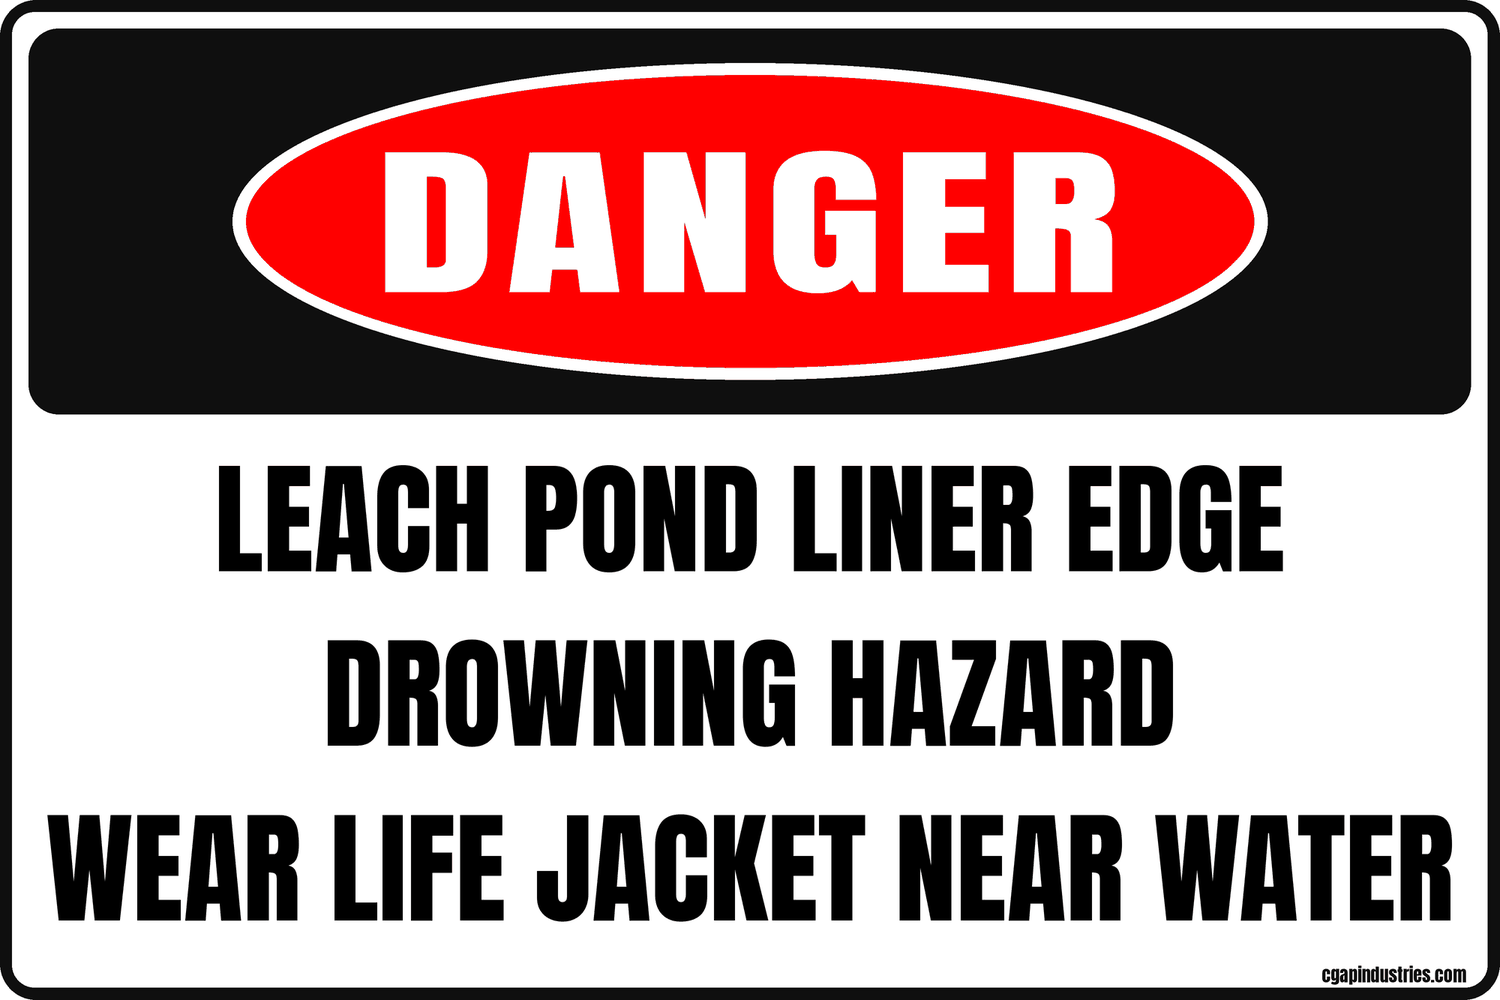 DANGER
LEACH POND LINER EDGE
DROWNING HAZARD
WEAR LIFE JACKET NEAR WATER
cgapindustries.com